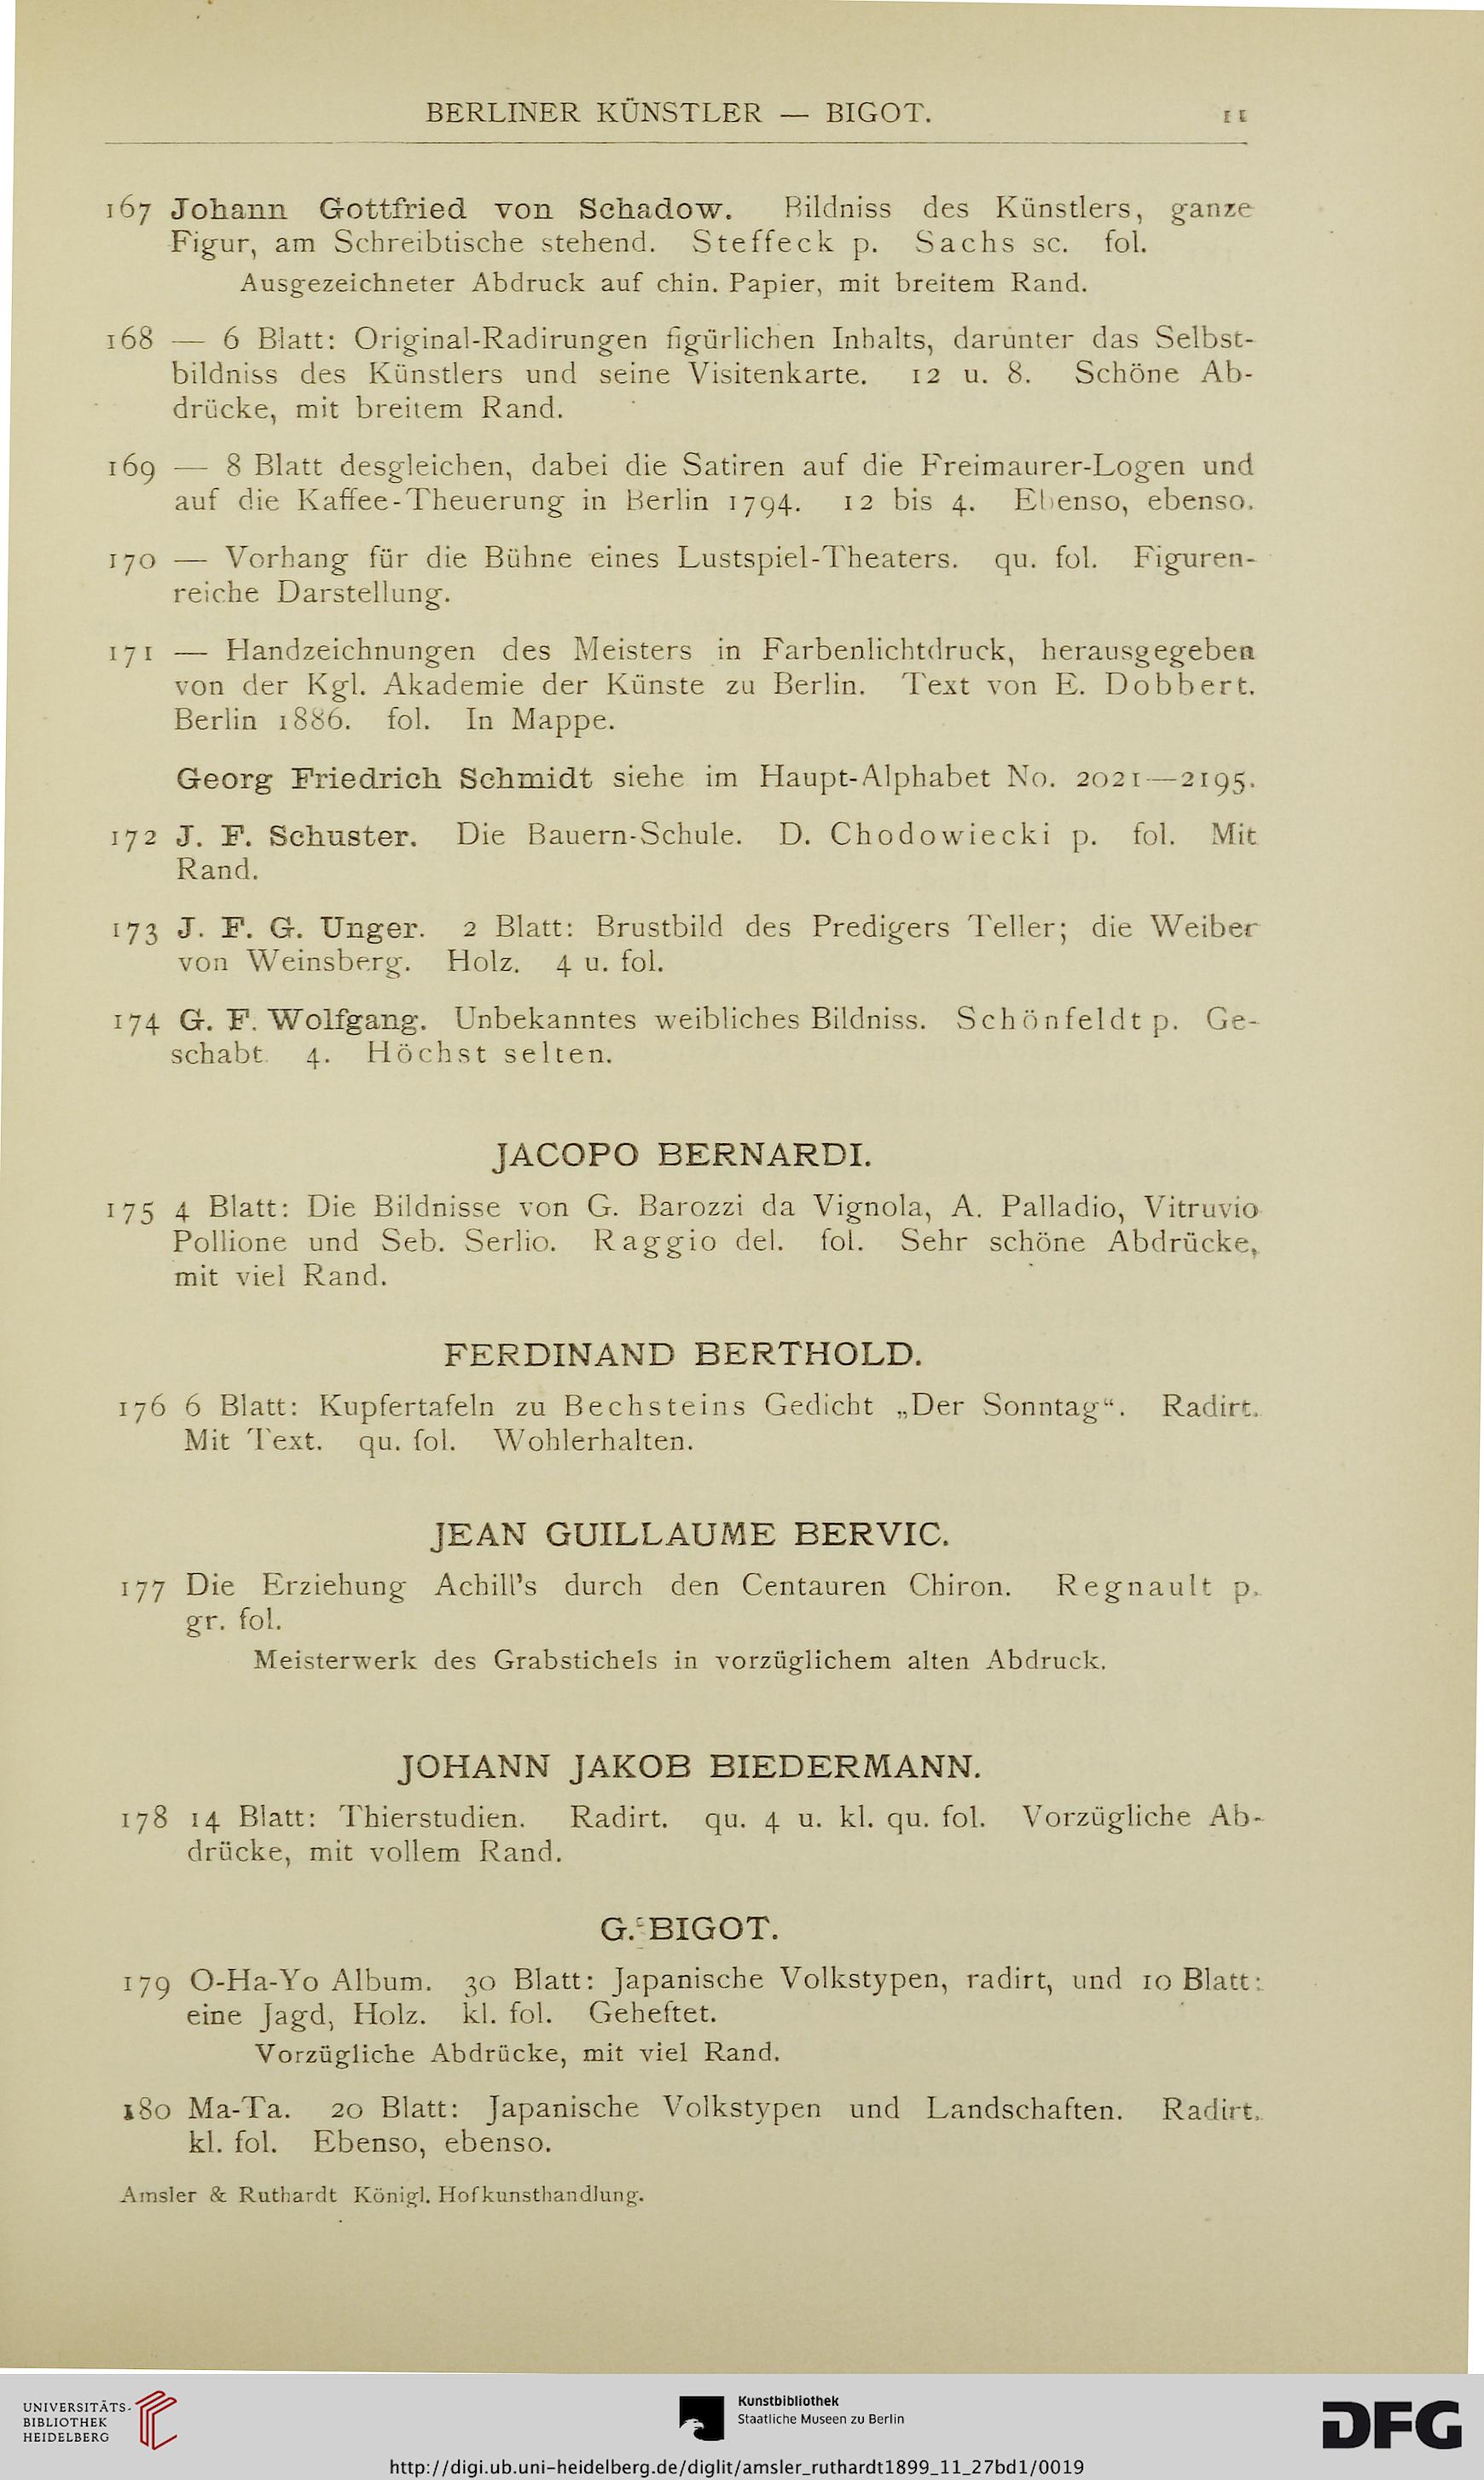 BERLINER KÜNSTLER — BIGOT. 11
167 Johann Gottfried von Schadow. Bildniss des Künstlers, ganze
Figur, am Schreibtische stehend. Steffeck p. Sachs sc. fol.
Ausgezeichneter Abdruck auf chin. Papier, mit breitem Rand.
168 — 6 Blatt: Original-Radirungen figürlichen Inhalts, darunter das Selbst-
bildniss des Künstlers und seine Visitenkarte. 12 u. 8. Schöne Ab-
drücke, mit breitem Rand.
169 — 8 Blatt desgleichen, dabei die Satiren auf die Freimaurer-Logen und
auf die Kaffee-Theuerung in Berlin 1794. 12 bis 4. Ebenso, ebenso.
170 — Vorhang für die Bühne eines Lustspiel-Theaters. qu. fol. Figuren-
reiche Darstellung.
171 — Handzeichnungen des Meisters in Farbenlichtdruck, herausgegeben
von der Kgl. Akademie der Künste zu Berlin. Text von E. Dobbert.
Berlin 1886. fol. In Mappe.
Georg Friedrich Schmidt siehe im Haupt-Alphabet No. 2021—2195.
172 J. F. Schuster. Die Bauern-Schule. D. Chodowiecki p. fol. Mit
Rand.
173 J. F. G. Unger. 2 Blatt: Brustbild des Predigers Teller; die Weiber
von Weinsberg. Holz. 4 u. fol.
174 G. F. Wolfgang. Unbekanntes weibliches Bildniss. Schönfeldt p. Ge-
schabt. 4. Höchst selten.
JACOPO BERNARDI.
175 4 Blatt: Die Bildnisse von G. Barozzi da Vignola, A. Palladio, Vitruvio
Pollione und Seb. Serlio. Raggio del. fol. Sehr schöne Abdrücke,
mit viel Rand.
FERDINAND BERTHOLD.
176 6 Blatt: Kupfertafeln zu Bechsteins Gedicht „Der Sonntag“. Radirt.
Mit Text. qu. fol. Wohlerhalten.
JEAN GUILLAUME BERVIC.
177 Die Erziehung Achill's durch den Centauren Chiron. Regnault p.
gr. fol.
Meisterwerk des Grabstichels in vorzüglichem alten Abdruck.
JOHANN JAKOB BIEDERMANN.
178 14 Blatt: Thierstudien. Radirt. qu. 4 u. kl. qu. fol. Vorzügliche Ab-
drücke, mit vollem Rand.
G. BIGOT.
179 O-Ha-Yo Album. 30 Blatt: Japanische Volkstypen, radirt, und 10 Blatt:
eine Jagd, Holz. kl. fol. Geheftet.
Vorzügliche Abdrücke, mit viel Rand.
180 Ma-Ta. 20 Blatt: Japanische Volkstypen und Landschaften. Radirt.
kl. fol. Ebenso, ebenso.
Amsler & Ruthardt Königl. Hofkunsthandlung.
UNIVERSITÄTS-
BIBLIOTHEK
HEIDELBERG
Kunstbibliothek
Staatliche Museen zu Berlin
DFG
http://digi.ub.uni-heidelberg.de/diglit/amsler_ruthardt1899_11_27bd1/0019